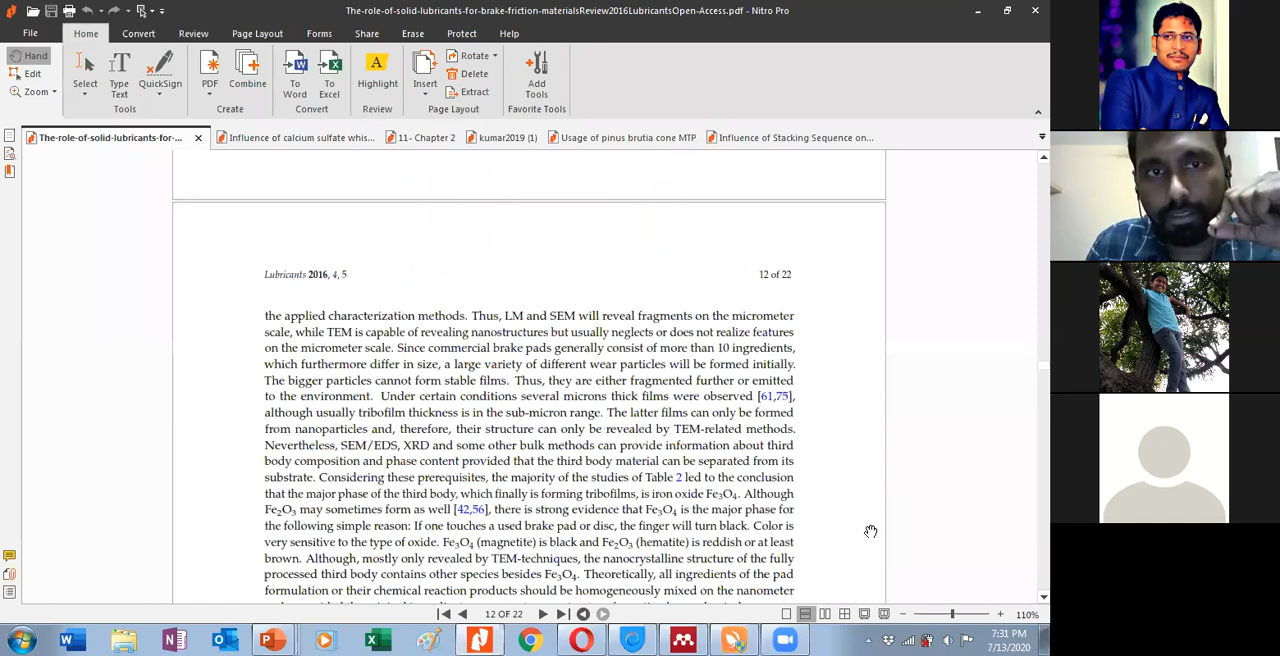 The-role-of-solid-lubricants-for-brake-friction-materialsReview2016LubricantsOpen-Access.pdf - Nitro Pro
File Home Convert Review Page Layout Forms Share Erase Protect Help
Hand
Edit
Zoom
Select
Type Text
QuickSign
Tools
PDF
Combine
Create
To Word
To Excel
Convert
Highlight
Review
Insert
Rotate
Delete
Extract
Page Layout
Add Tools
Favorite Tools
The-role-of-solid-lubricants-for-... Influence of calcium sulfate whis... 11- Chapter 2 kumar2019 (1) Usage of pinus brutia cone MTP Influence of Stacking Sequence on...
Lubricants 2016, 4, 5 12 of 22
the applied characterization methods. Thus, LM and SEM will reveal fragments on the micrometer
scale, while TEM is capable of revealing nanostructures but usually neglects or does not realize features
on the micrometer scale. Since commercial brake pads generally consist of more than 10 ingredients,
which furthermore differ in size, a large variety of different wear particles will be formed initially.
The bigger particles cannot form stable films. Thus, they are either fragmented further or emitted
to the environment. Under certain conditions several microns thick films were observed [61,75],
although usually tribofilm thickness is in the sub-micron range. The latter films can only be formed
from nanoparticles and, therefore, their structure can only be revealed by TEM-related methods.
Nevertheless, SEM/EDS, XRD and some other bulk methods can provide information about third
body composition and phase content provided that the third body material can be separated from its
substrate. Considering these prerequisites, the majority of the studies of Table 2 led to the conclusion
that the major phase of the third body, which finally is forming tribofilms, is iron oxide Fe₃O₄. Although
Fe₂O₃ may sometimes form as well [42,56], there is strong evidence that Fe₃O₄ is the major phase for
the following simple reason: If one touches a used brake pad or disc, the finger will turn black. Color is
very sensitive to the type of oxide. Fe₃O₄ (magnetite) is black and Fe₂O₃ (hematite) is reddish or at least
brown. Although, mostly only revealed by TEM-techniques, the nanocrystalline structure of the fully
processed third body contains other species besides Fe₃O₄. Theoretically, all ingredients of the pad
formulation or their chemical reaction products should be homogeneously mixed on the nanometer
12 OF 22
110%
7:31 PM
7/13/2020